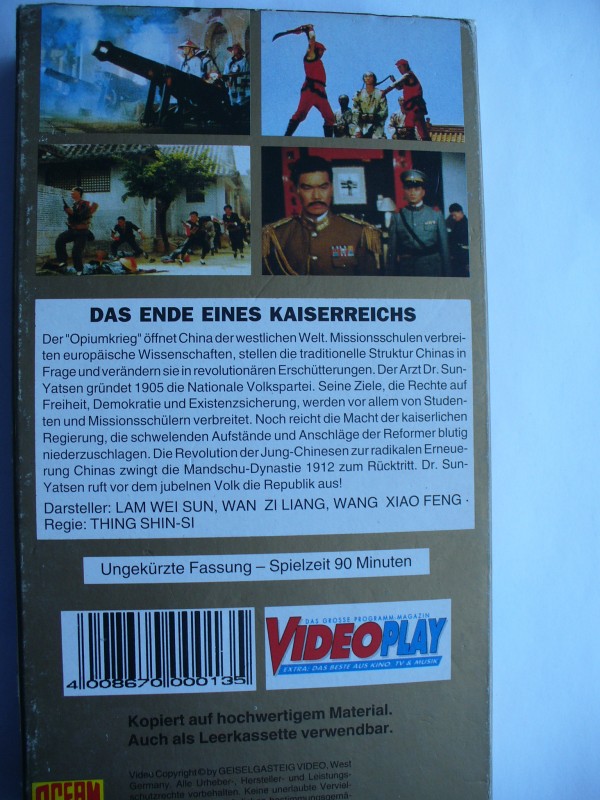 DAS ENDE EINES KAISERREICHS
Der "Opiumkrieg" öffnet China der westlichen Welt. Missionsschulen verbrei-
ten europäische Wissenschaften, stellen die traditionelle Struktur Chinas in
Frage und verändern sie in revolutionären Erschütterungen. Der Arzt Dr. Sun-
Yatsen gründet 1905 die Nationale Volkspartei. Seine Ziele, die Rechte auf
Freiheit, Demokratie und Existenzsicherung, werden vor allem von Studen-
ten und Missionsschülern verbreitet. Noch reicht die Macht der kaiserlichen
Regierung, die schwelenden Aufstände und Anschläge der Reformer blutig
niederzuschlagen. Die Revolution der Jung-Chinesen zur radikalen Erneue-
rung Chinas zwingt die Mandschu-Dynastie 1912 zum Rücktritt. Dr. Sun-
Yatsen ruft vor dem jubelnen Volk die Republik aus!
Darsteller: LAM WEI SUN, WAN ZI LIANG, WANG XIAO FENG ·
Regie: THING SHIN-SI
Ungekürzte Fassung – Spielzeit 90 Minuten
DAS GROSSE PROGRAMM-MAGAZIN
VIDEOPLAY
EXTRA: DAS BESTE AUS KINO, TV & MUSIK
4 008670 000135
Kopiert auf hochwertigem Material.
Auch als Leerkassette verwendbar.
Video Copyright © by GEISELGASTEIG VIDEO, West
Germany. Alle Urheber-, Hersteller- und Leistungs-
schutzrechte vorbehalten. Keine unerlaubte Verviel-
OCEAN